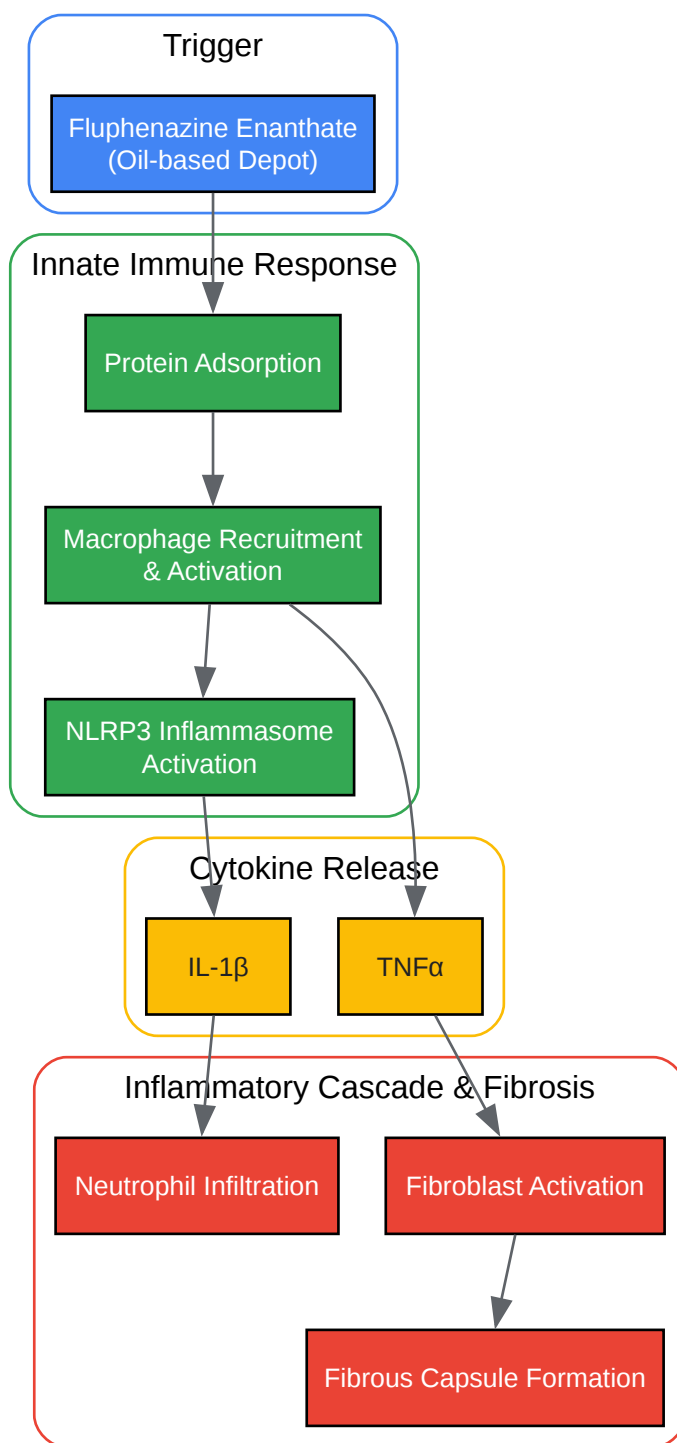 Trigger
Fluphenazine Enanthate
(Oil-based Depot)
Innate Immune Response
Protein Adsorption
Macrophage Recruitment
& Activation
NLRP3 Inflammasome
Activation
Cytokine Release
IL-1β
TNFα
Inflammatory Cascade & Fibrosis
Neutrophil Infiltration
Fibroblast Activation
Fibrous Capsule Formation